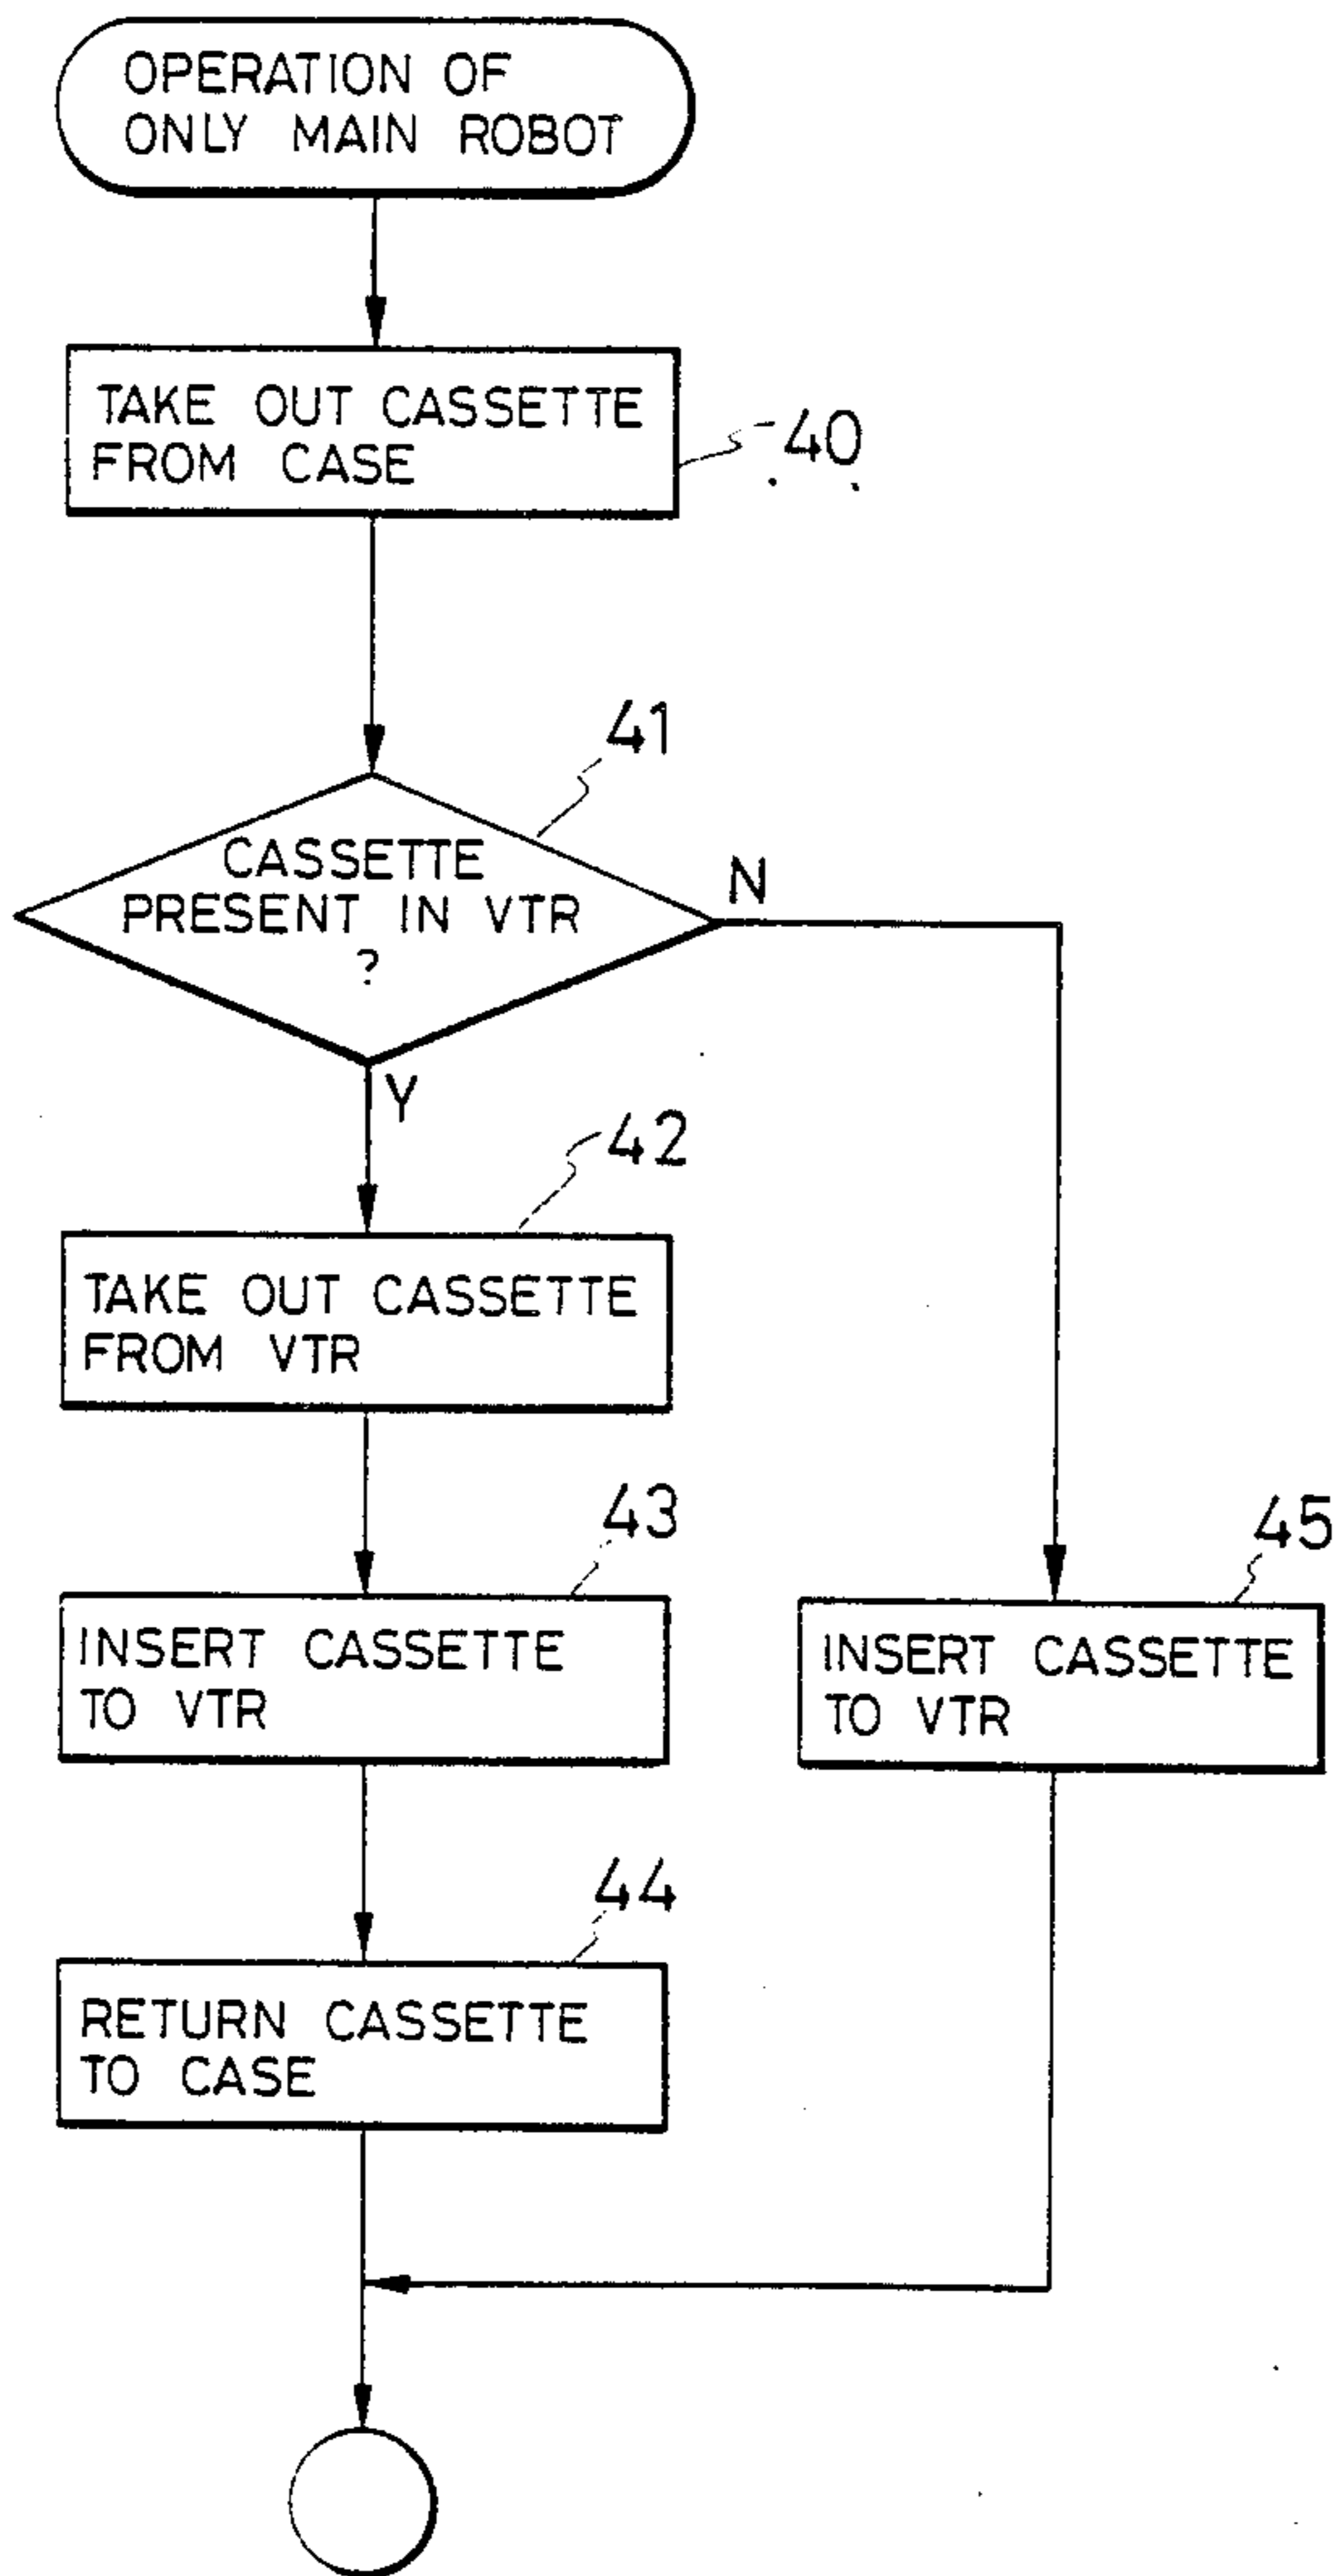 OPERATION OF
ONLY MAIN ROBOT
TAKE OUT CASSETTE
FROM CASE
40
41
CASSETTE
PRESENT IN VTR
?
N
Y
42
TAKE OUT CASSETTE
FROM VTR
43
INSERT CASSETTE
TO VTR
45
INSERT CASSETTE
TO VTR
44
RETURN CASSETTE
TO CASE